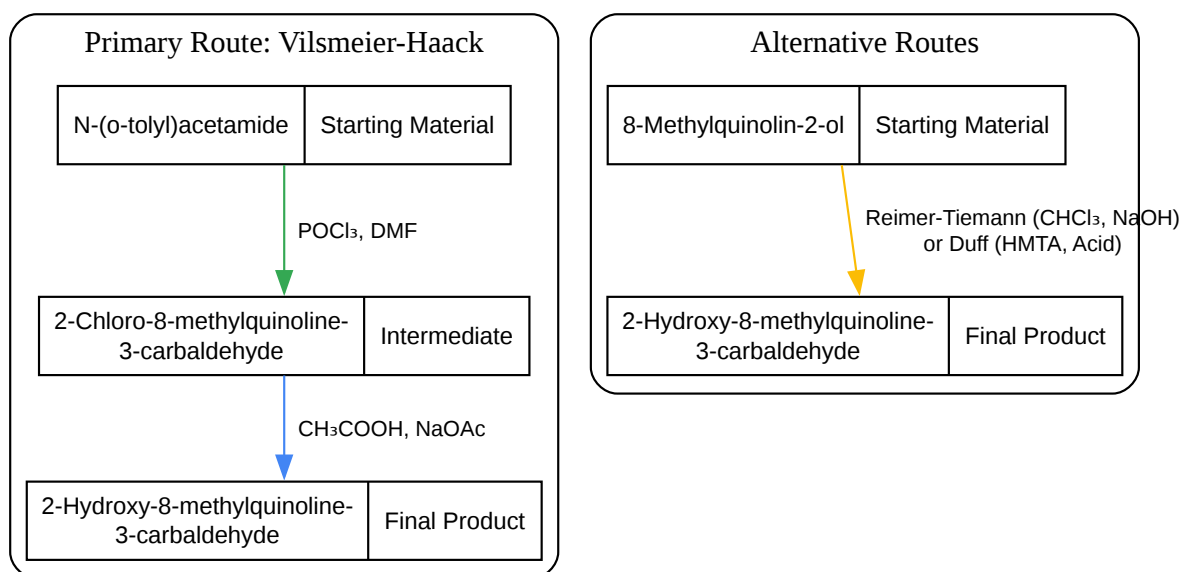 Primary Route: Vilsmeier-Haack
N-(o-tolyl)acetamide
Starting Material
POCl₃, DMF
2-Chloro-8-methylquinoline-
3-carbaldehyde
Intermediate
CH₃COOH, NaOAc
2-Hydroxy-8-methylquinoline-
3-carbaldehyde
Final Product
Alternative Routes
8-Methylquinolin-2-ol
Starting Material
Reimer-Tiemann (CHCl₃, NaOH)
or Duff (HMTA, Acid)
2-Hydroxy-8-methylquinoline-
3-carbaldehyde
Final Product